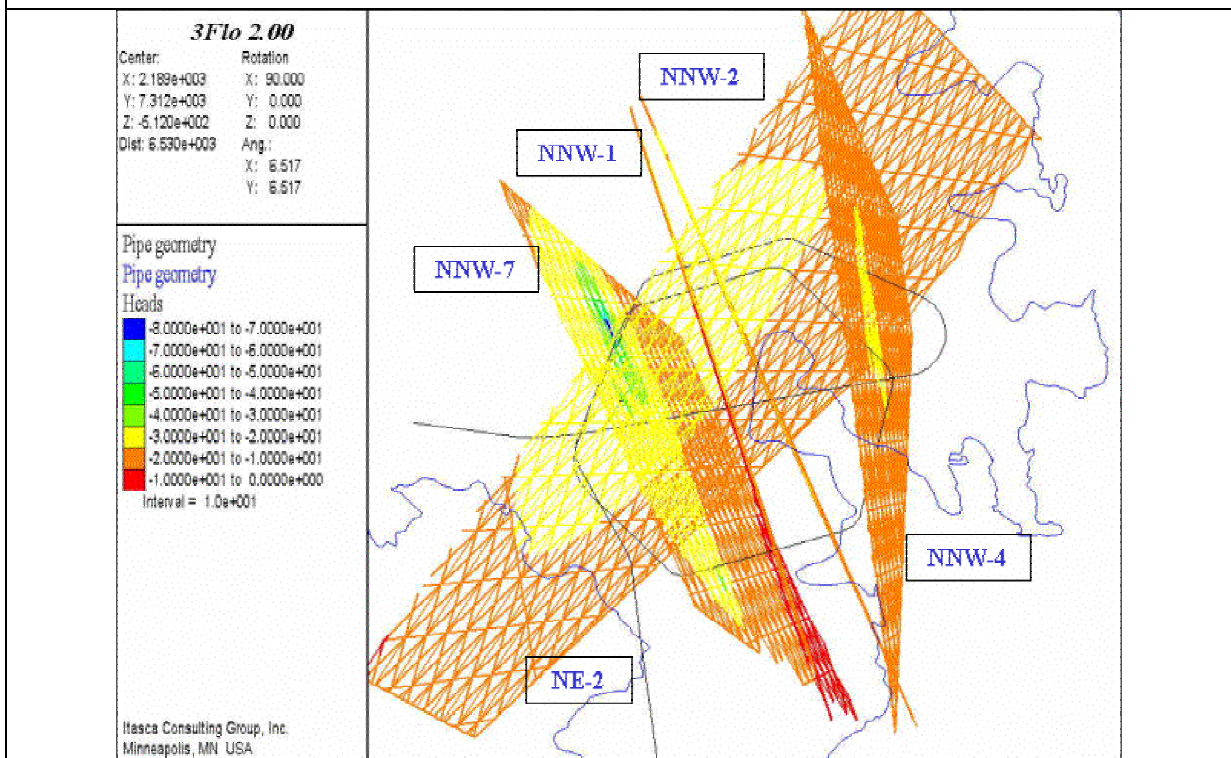 3Flo 2.00
Center: Rotation
X: 2.189e+003 X: 90.000
Y: 7.312e+003 Y: 0.000
Z: -5.120e+002 Z: 0.000
Dist: 6.530e+003 Ang.:
X: 6.517
Y: 6.517
Pipe geometry
Pipe geometry
Heads
-8.0000e+001 to -7.0000e+001
-7.0000e+001 to -6.0000e+001
-6.0000e+001 to -5.0000e+001
-5.0000e+001 to -4.0000e+001
-4.0000e+001 to -3.0000e+001
-3.0000e+001 to -2.0000e+001
-2.0000e+001 to -1.0000e+001
-1.0000e+001 to 0.0000e+000
Interval = 1.0e+001
Itasca Consulting Group, Inc.
Minneapolis, MN USA
NNW-2
NNW-1
NNW-7
NNW-4
NE-2